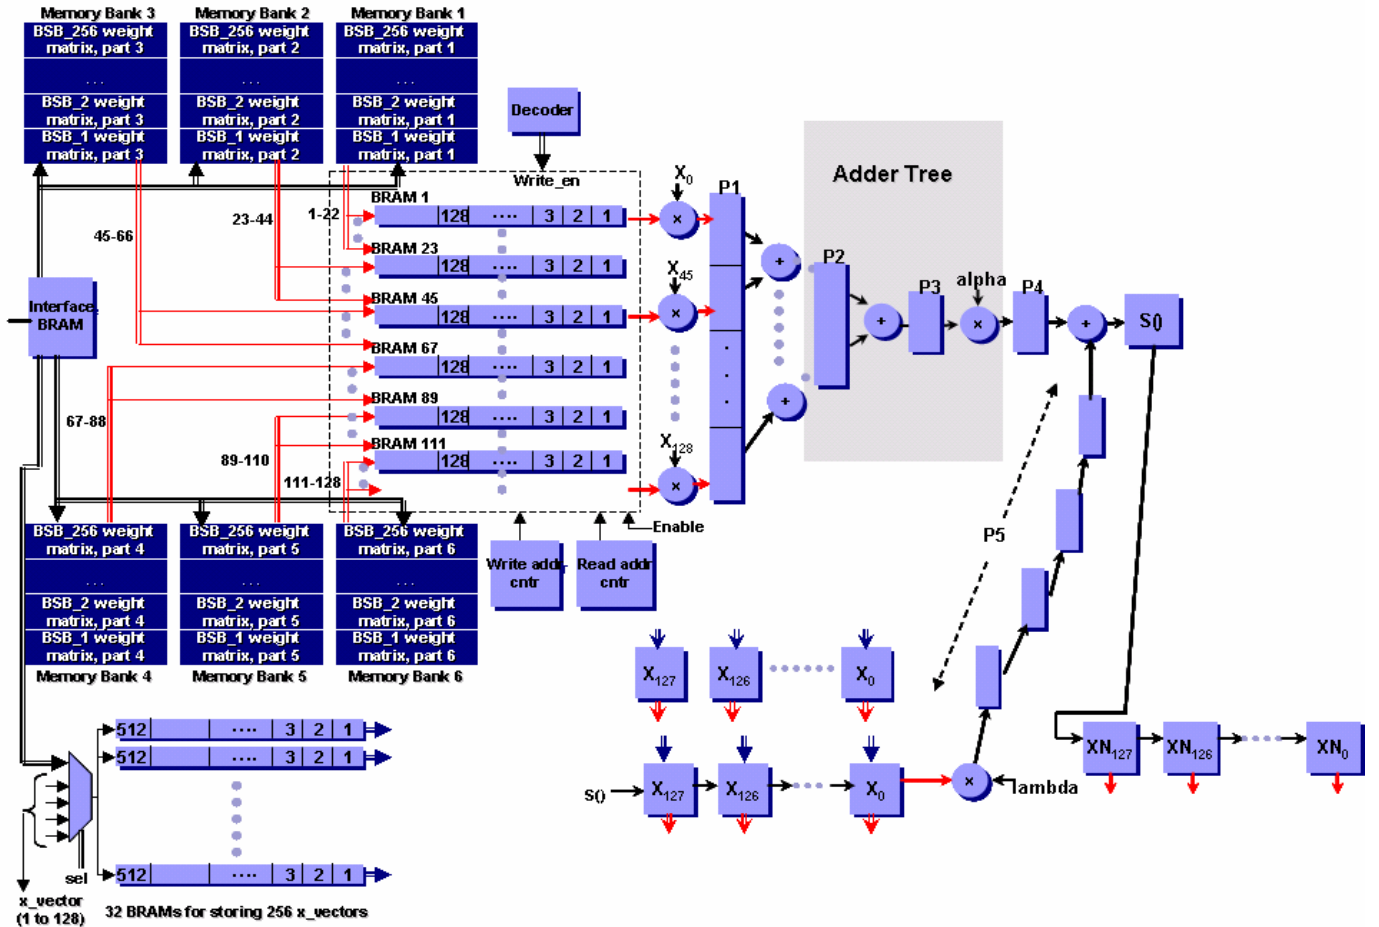 Memory Bank 3
Memory Bank 2
Memory Bank 1
BSB_256 weight
matrix, part 3
...
BSB_2 weight
matrix, part 3
BSB_1 weight
matrix, part 3
BSB_256 weight
matrix, part 2
...
BSB_2 weight
matrix, part 2
BSB_1 weight
matrix, part 2
BSB_256 weight
matrix, part 1
...
BSB_2 weight
matrix, part 1
BSB_1 weight
matrix, part 1
Decoder
Write_en
Adder Tree
1-22
23-44
45-66
67-88
89-110
111-128
Interface
BRAM
BRAM 1
128 .... 3 2 1
BRAM 23
128 .... 3 2 1
BRAM 45
128 .... 3 2 1
BRAM 67
128 .... 3 2 1
BRAM 89
128 .... 3 2 1
BRAM 111
128 .... 3 2 1
X0
×
X45
×
X128
×
P1
.
.
.
+
+
P2
+
P3
alpha
×
P4
+
S()
P5
Enable
Write addr
cntr
Read addr
cntr
BSB_256 weight
matrix, part 4
...
BSB_2 weight
matrix, part 4
BSB_1 weight
matrix, part 4
Memory Bank 4
BSB_256 weight
matrix, part 5
...
BSB_2 weight
matrix, part 5
BSB_1 weight
matrix, part 5
Memory Bank 5
BSB_256 weight
matrix, part 6
...
BSB_2 weight
matrix, part 6
BSB_1 weight
matrix, part 6
Memory Bank 6
X127
X126
X0
S()
X127
X126
X0
×
lambda
XN127
XN126
XN0
512 .... 3 2 1
512 .... 3 2 1
512 .... 3 2 1
sel
x_vector
(1 to 128)
32 BRAMs for storing 256 x_vectors